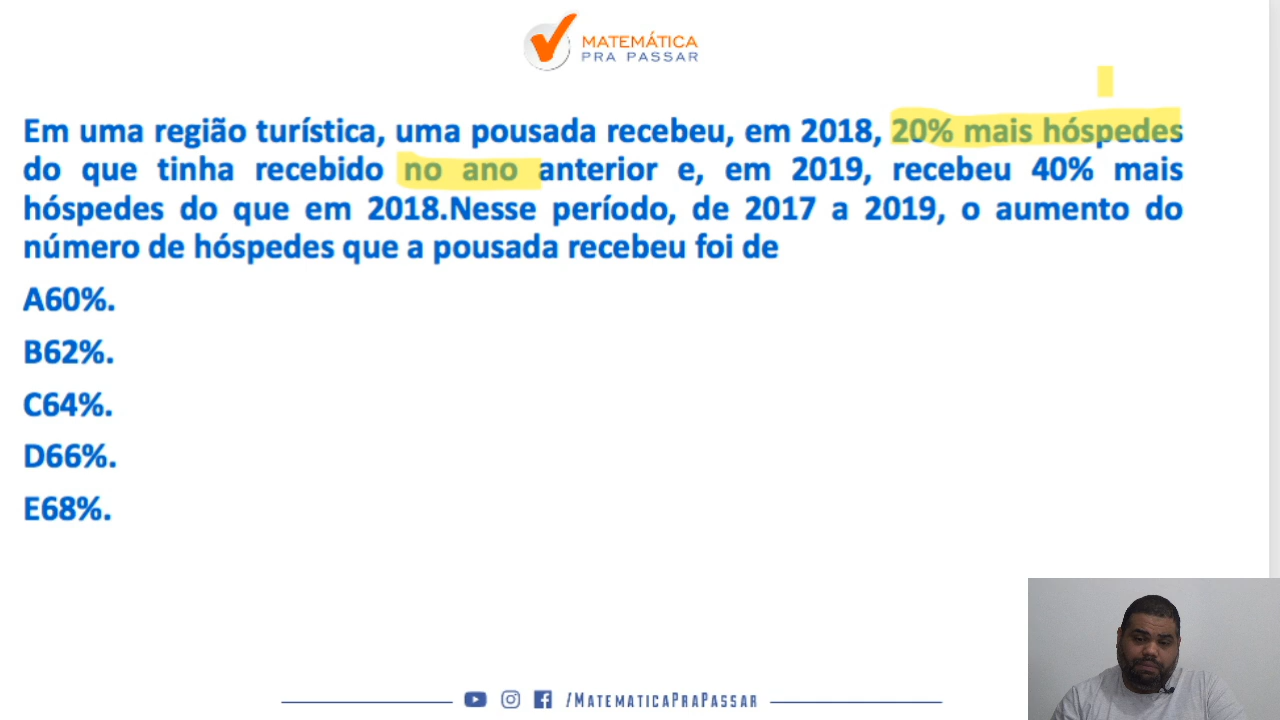 MATEMÁTICA
PRA PASSAR
Em uma região turística, uma pousada recebeu, em 2018, 20% mais hóspedes
do que tinha recebido no ano anterior e, em 2019, recebeu 40% mais
hóspedes do que em 2018.Nesse período, de 2017 a 2019, o aumento do
número de hóspedes que a pousada recebeu foi de
A60%.
B62%.
C64%.
D66%.
E68%.
/MATEMATICAPRAPASSAR